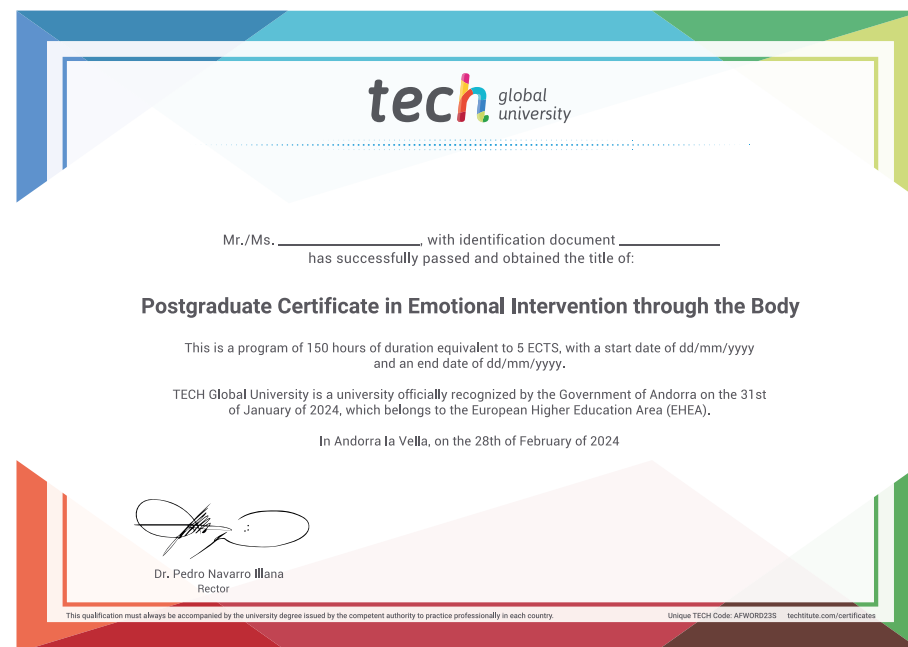 tech global university
Mr./Ms. ____________________, with identification document ______________
has successfully passed and obtained the title of:
Postgraduate Certificate in Emotional Intervention through the Body
This is a program of 150 hours of duration equivalent to 5 ECTS, with a start date of dd/mm/yyyy
and an end date of dd/mm/yyyy.
TECH Global University is a university officially recognized by the Government of Andorra on the 31st
of January of 2024, which belongs to the European Higher Education Area (EHEA).
In Andorra la Vella, on the 28th of February of 2024
Dr. Pedro Navarro Illana
Rector
This qualification must always be accompanied by the university degree issued by the competent authority to practice professionally in each country.
Unique TECH Code: AFWORD23S techtitute.com/certificates